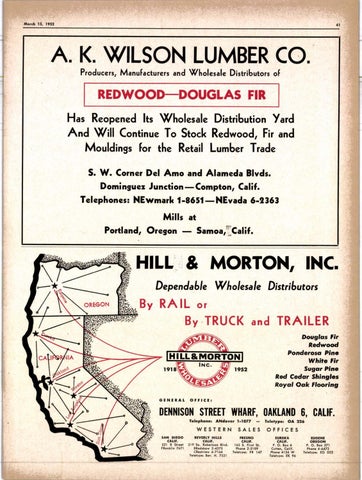 March 15, 1952
41
A. K. WILSON LUMBER CO.
Producers, Manufacturers and Wholesale Distributors of
REDWOOD—DOUGLAS FIR
Has Reopened Its Wholesale Distribution Yard
And Will Continue To Stock Redwood, Fir and
Mouldings for the Retail Lumber Trade
S. W. Corner Del Amo and Alameda Blvds.
Dominguez Junction—Compton, Calif.
Telephones: NEwmark 1-8651—NEvada 6-2363
Mills at
Portland, Oregon — Samoa, Calif.
HILL & MORTON, INC.
Dependable Wholesale Distributors
By RAIL or
By TRUCK and TRAILER
OREGON
CALIFORNIA
LUMBER
HILL & MORTON
INC.
WHOLESALERS
1918
1952
Douglas Fir
Redwood
Ponderosa Pine
White Fir
Sugar Pine
Red Cedar Shingles
Royal Oak Flooring
GENERAL OFFICE:
DENNISON STREET WHARF, OAKLAND 6, CALIF.
Telephone: ANdover 1-1077 — Teletype: OA 226
WESTERN SALES OFFICES
SAN DIEGO
CALIF.
BEVERLY HILLS
CALIF.
FRESNO
CALIF.
EUREKA
CALIF.
EUGENE
OREGON